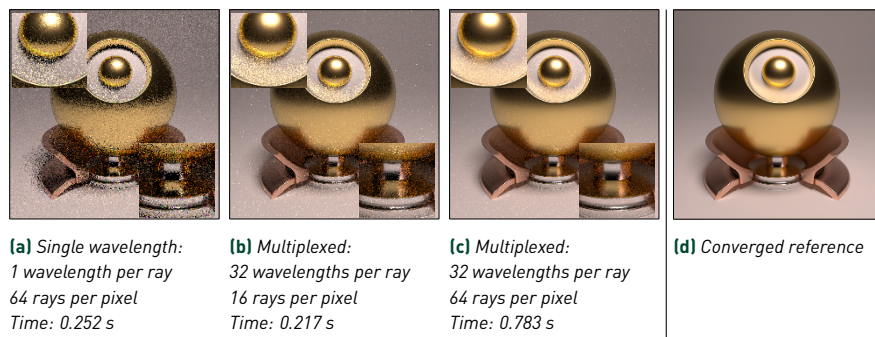 (a) Single wavelength:
1 wavelength per ray
64 rays per pixel
Time: 0.252 s
(b) Multiplexed:
32 wavelengths per ray
16 rays per pixel
Time: 0.217 s
(c) Multiplexed:
32 wavelengths per ray
64 rays per pixel
Time: 0.783 s
(d) Converged reference